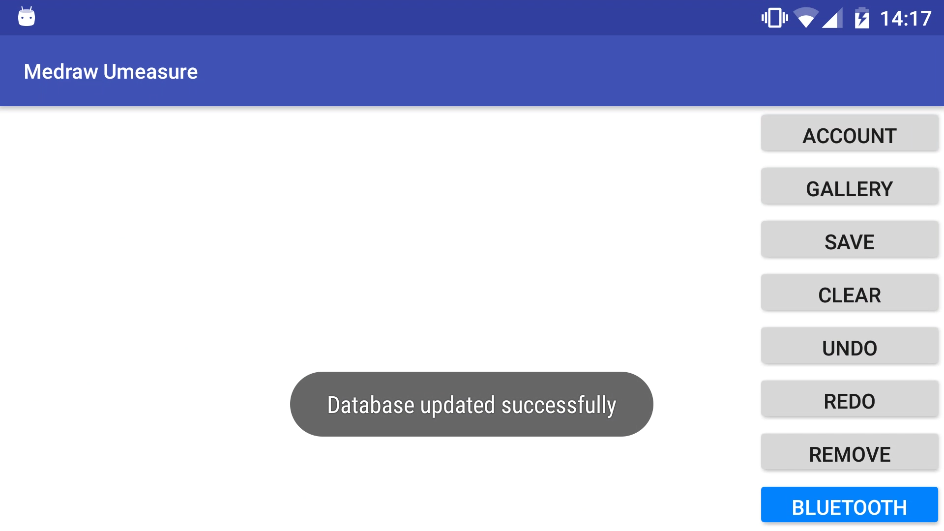 14:17
Medraw Umeasure
ACCOUNT
GALLERY
SAVE
CLEAR
UNDO
Database updated successfully
REDO
REMOVE
BLUETOOTH